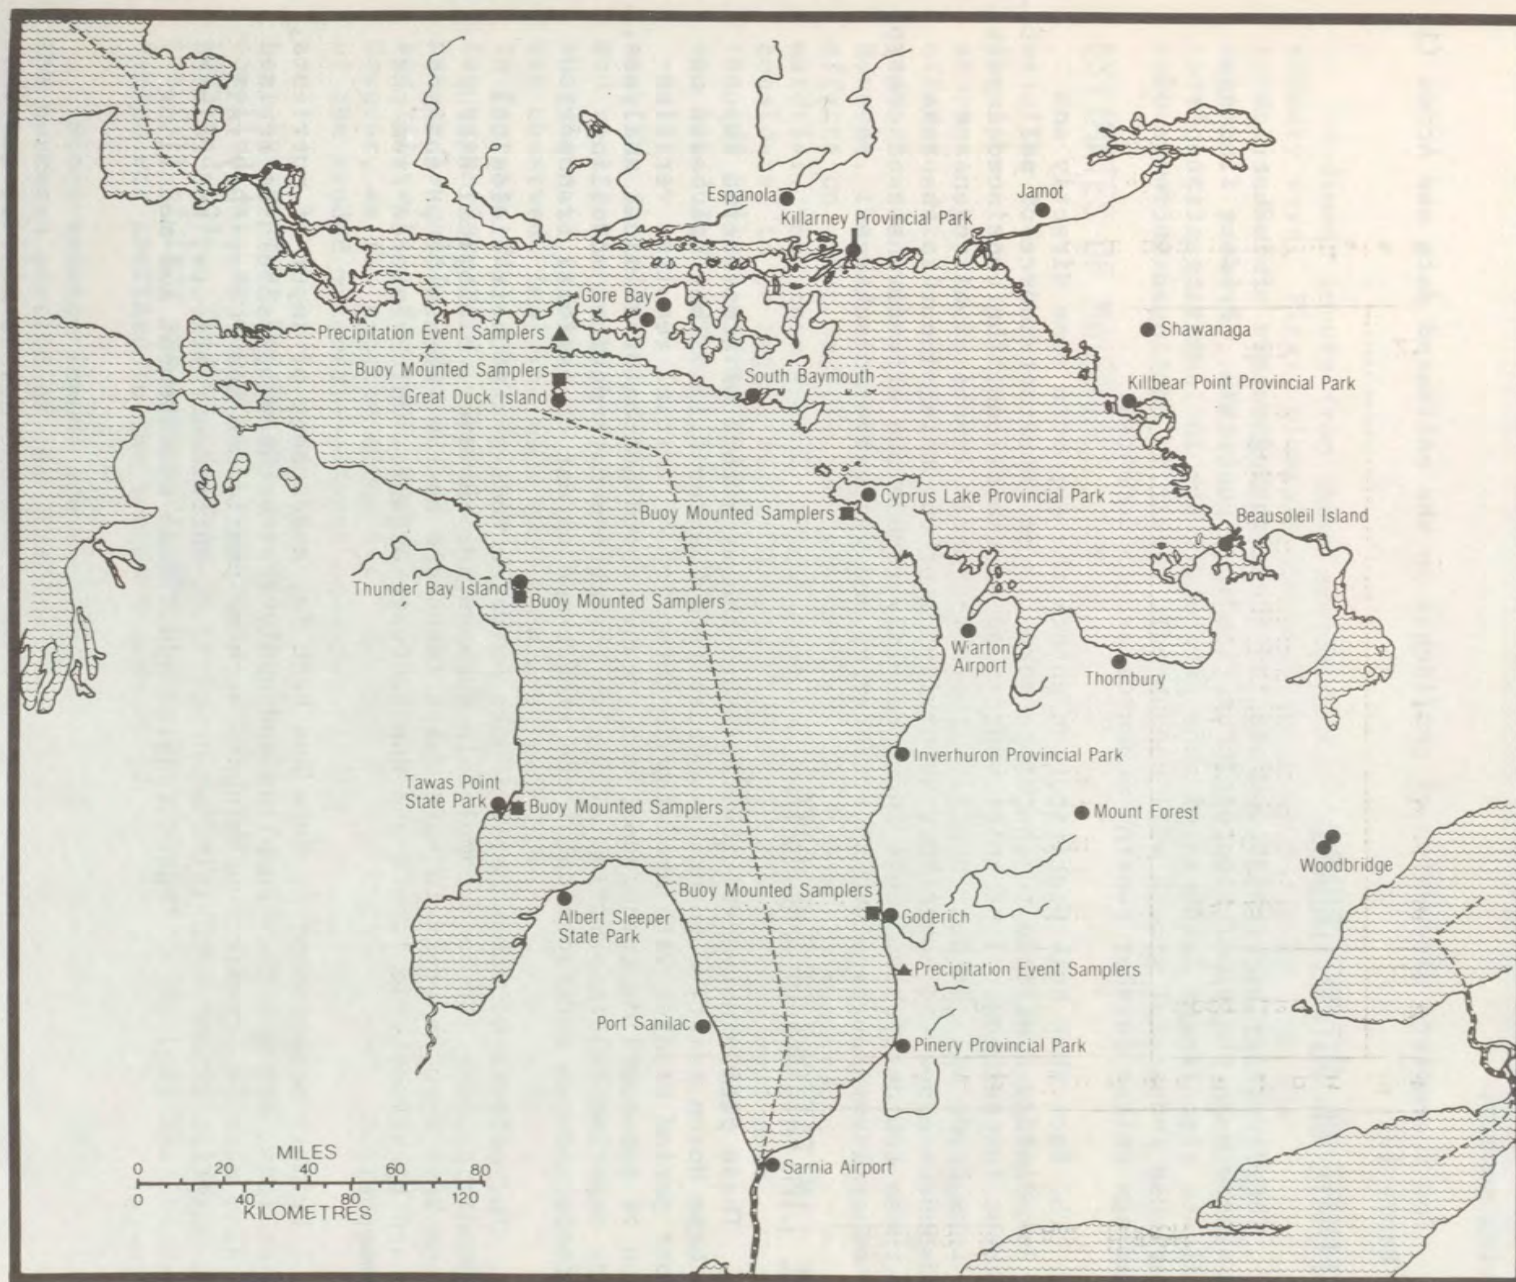 Espanola
Jamot
Killarney Provincial Park
Gore Bay
Precipitation Event Samplers
Shawanaga
Buoy Mounted Samplers
South Baymouth
Killbear Point Provincial Park
Great Duck Island
Cyprus Lake Provincial Park
Buoy Mounted Samplers
Beausoleil Island
Thunder Bay Island
Buoy Mounted Samplers
Wiarton
Airport
Thornbury
Inverhuron Provincial Park
Tawas Point
State Park
Buoy Mounted Samplers
Mount Forest
Woodbridge
Buoy Mounted Samplers
Goderich
Albert Sleeper
State Park
Precipitation Event Samplers
Port Sanilac
Pinery Provincial Park
MILES
0 20 40 60 80
0 40 80 120
KILOMETRES
Sarnia Airport